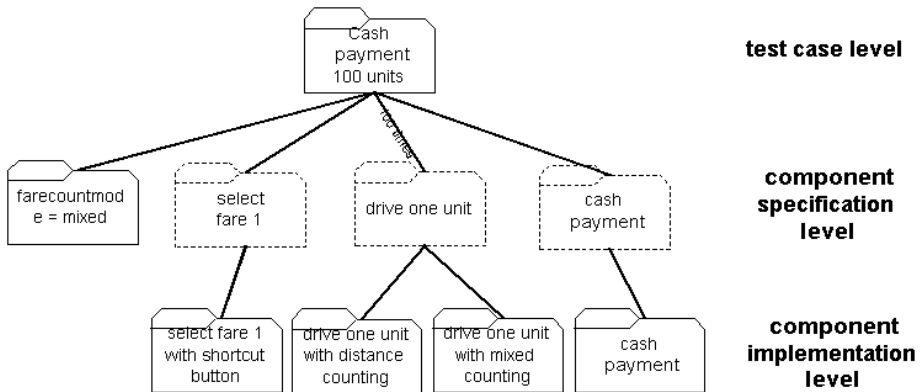 Cash
payment
100 units
test case level
100 times
farecountmod
e = mixed
select
fare 1
drive one unit
cash
payment
component
specification
level
select fare 1
with shortcut
button
drive one unit
with distance
counting
drive one unit
with mixed
counting
cash
payment
component
implementation
level